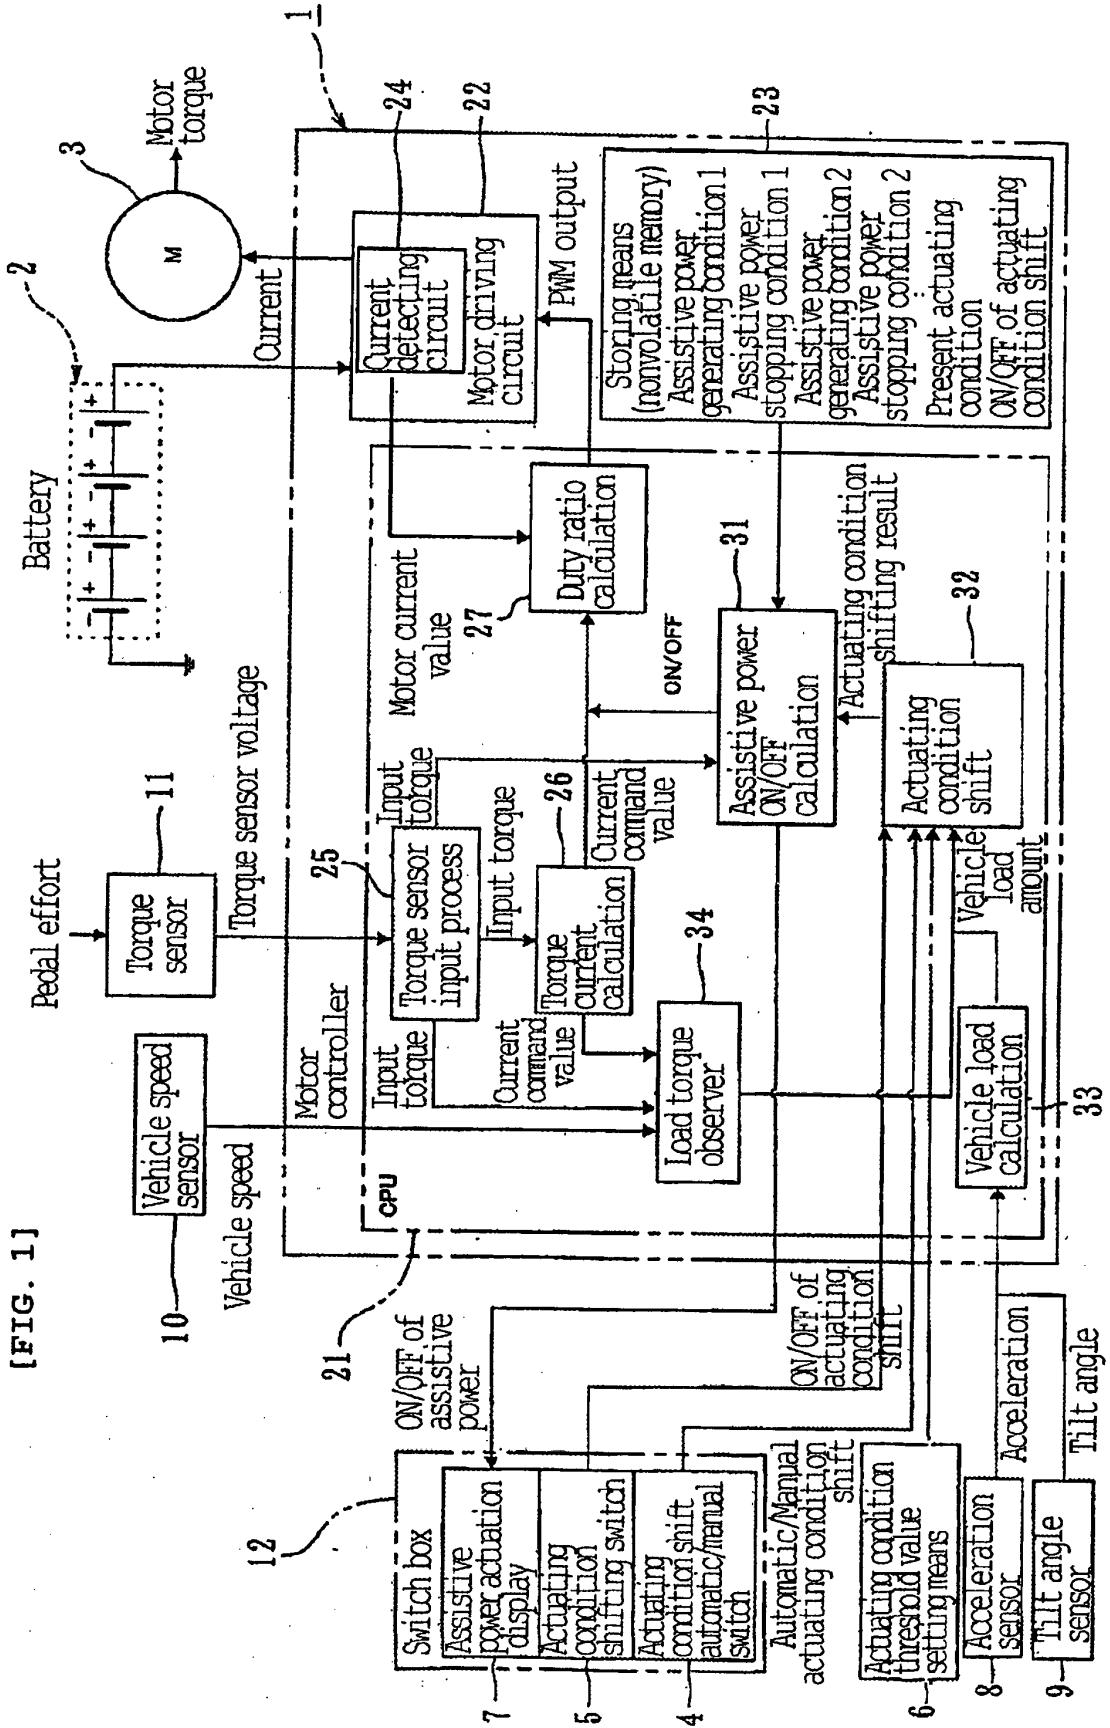 [FIG. 1]
Pedal effort
Torque
sensor
11
Torque sensor voltage
Vehicle speed
sensor
10
Vehicle speed
Battery
2
+
-
+
-
+
-
+
-
Current
M
3
Motor
torque
1
Motor
controller
CPU
21
Current
detecting
circuit
24
Motor driving
circuit
22
PWM output
Motor current
value
Duty ratio
calculation
27
Input
torque
Torque sensor
input process
25
Input
torque
Input torque
Torque
current
calculation
26
Current
command
value
Current
command
value
ON/OFF
Load torque
observer
34
Assistive power
ON/OFF
calculation
31
Storing means
(nonvolatile memory)
Assistive power
generating condition 1
Assistive power
stopping condition 1
Assistive power
generating condition 2
Assistive power
stopping condition 2
Present actuating
condition
ON/OFF of actuating
condition shift
23
Actuating condition
shifting result
Actuating
condition
shift
32
Vehicle
load
amount
Vehicle load
calculation
33
ON/OFF of
assistive
power
ON/OFF of
actuating
condition
shift
12
Switch box
Assistive
power actuation
display
7
Actuating
condition
shifting switch
5
Actuating
condition shift
automatic/manual
switch
4
Automatic/Manual
actuating condition
shift
Actuating condition
threshold value
setting means
6
Acceleration
sensor
8
Acceleration
Tilt angle
sensor
9
Tilt angle